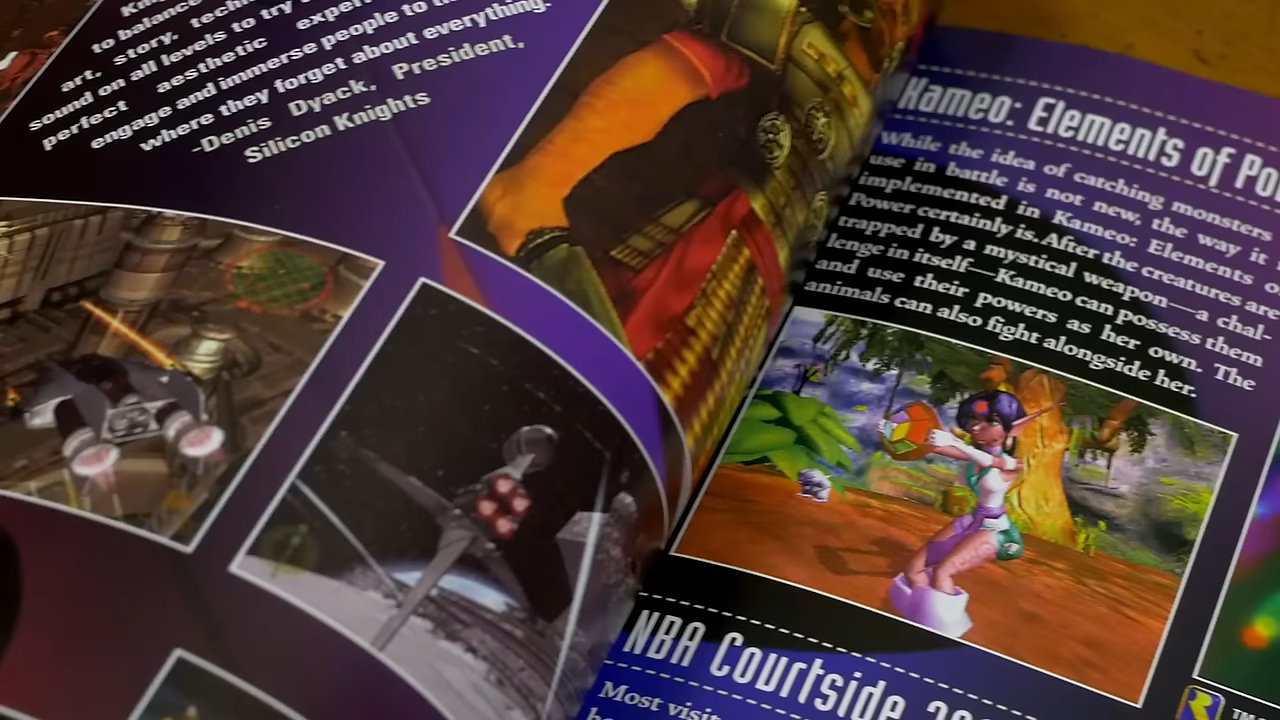 to balance
art, story, tech
sound on all levels to try
perfect aesthetic exper
engage and immerse people to
where they forget about everything.
-Denis Dyack, President,
Silicon Knights
Kameo: Elements of Po
While the idea of catching monsters
use in battle is not new, the way it
implemented in Kameo: Elements o
Power certainly is. After the creatures are
trapped by a mystical weapon—a chal-
lenge in itself—Kameo can possess them
and use their powers as her own. The
animals can also fight alongside her.
NBA Courtside 20
Most visit